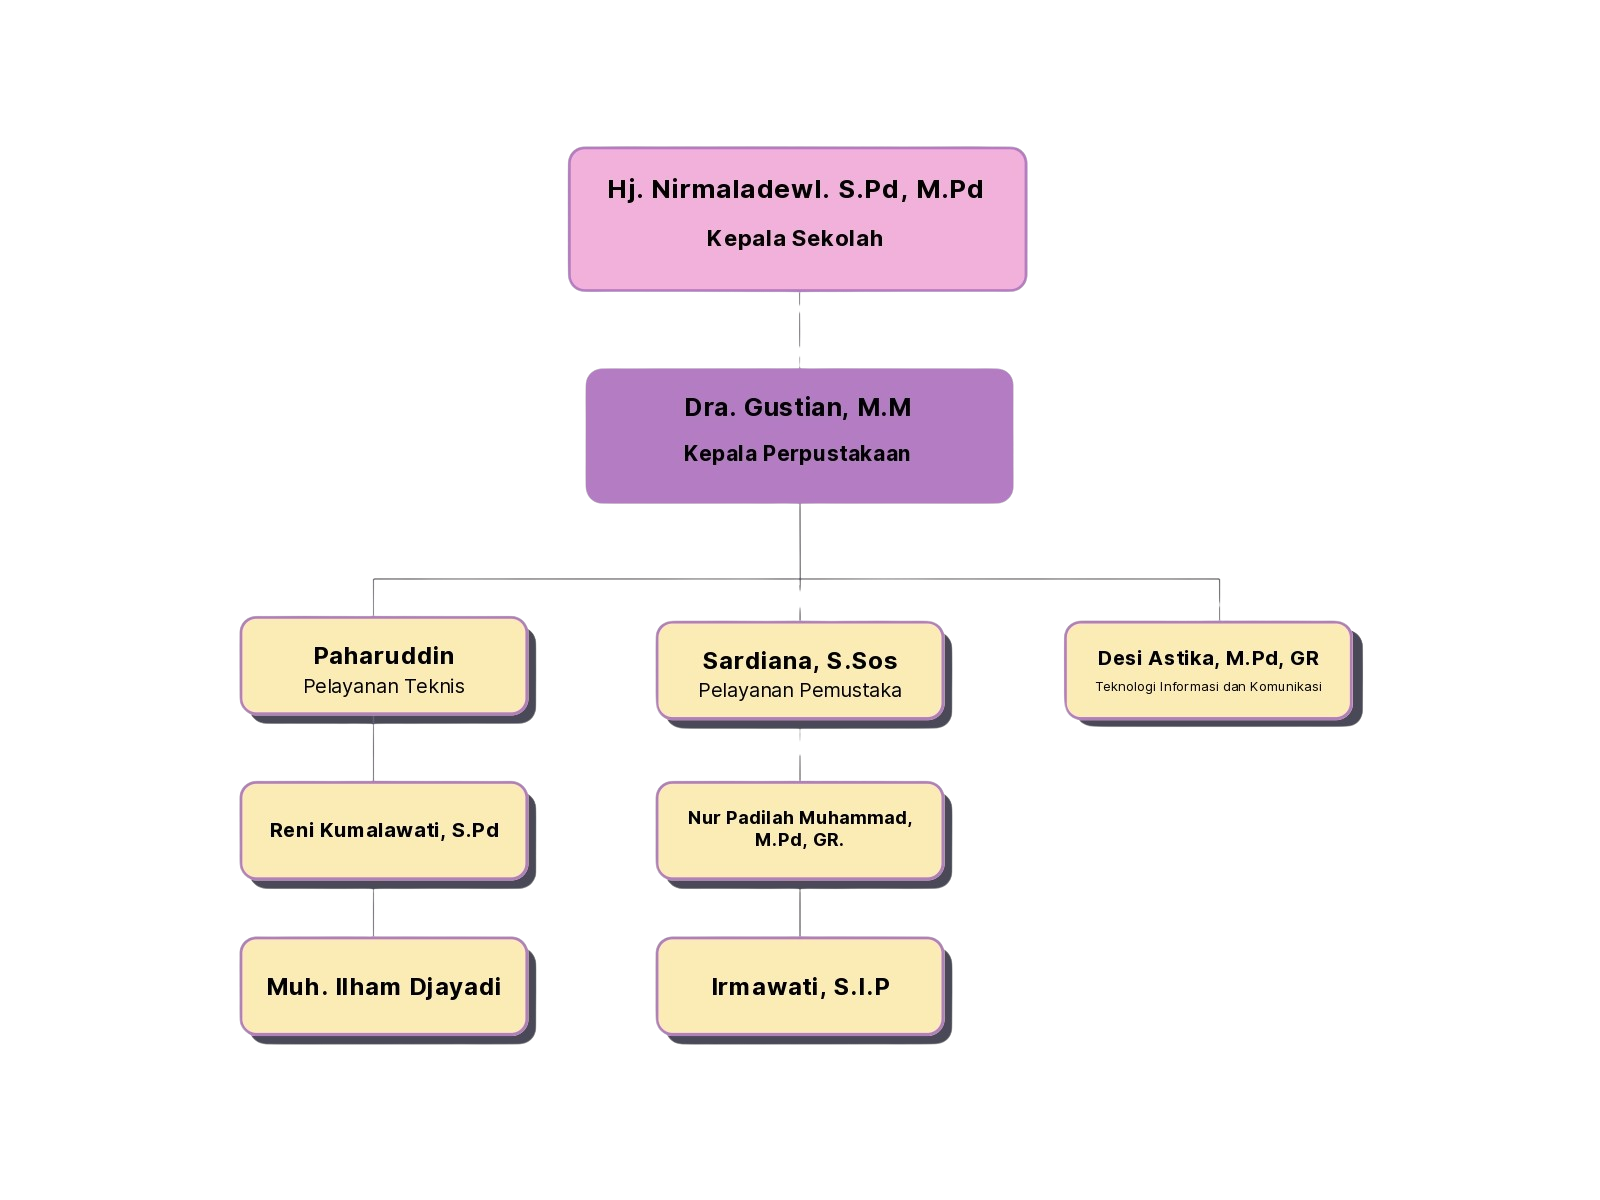 Hj. Nirmaladewl. S.Pd, M.Pd
Kepala Sekolah
Dra. Gustian, M.M
Kepala Perpustakaan
Paharuddin
Pelayanan Teknis
Sardiana, S.Sos
Pelayanan Pemustaka
Desi Astika, M.Pd, GR
Teknologi Informasi dan Komunikasi
Reni Kumalawati, S.Pd
Nur Padilah Muhammad,
M.Pd, GR.
Muh. Ilham Djayadi
Irmawati, S.I.P